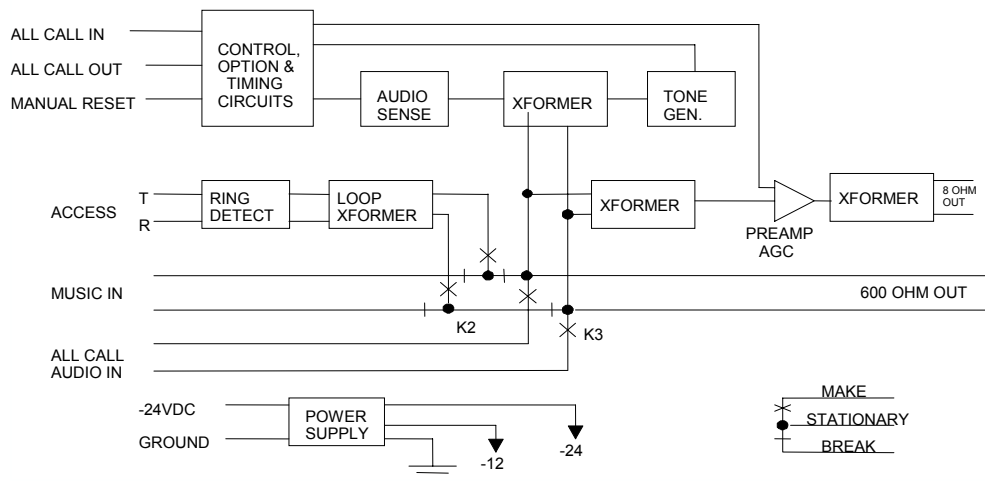 ALL CALL IN
ALL CALL OUT
MANUAL RESET
CONTROL,
OPTION &
TIMING
CIRCUITS
AUDIO
SENSE
XFORMER
TONE
GEN.
ACCESS
T
R
RING
DETECT
LOOP
XFORMER
XFORMER
PREAMP
AGC
XFORMER
8 OHM
OUT
MUSIC IN
600 OHM OUT
K2
K3
ALL CALL
AUDIO IN
-24VDC
GROUND
POWER
SUPPLY
-12
-24
MAKE
STATIONARY
BREAK